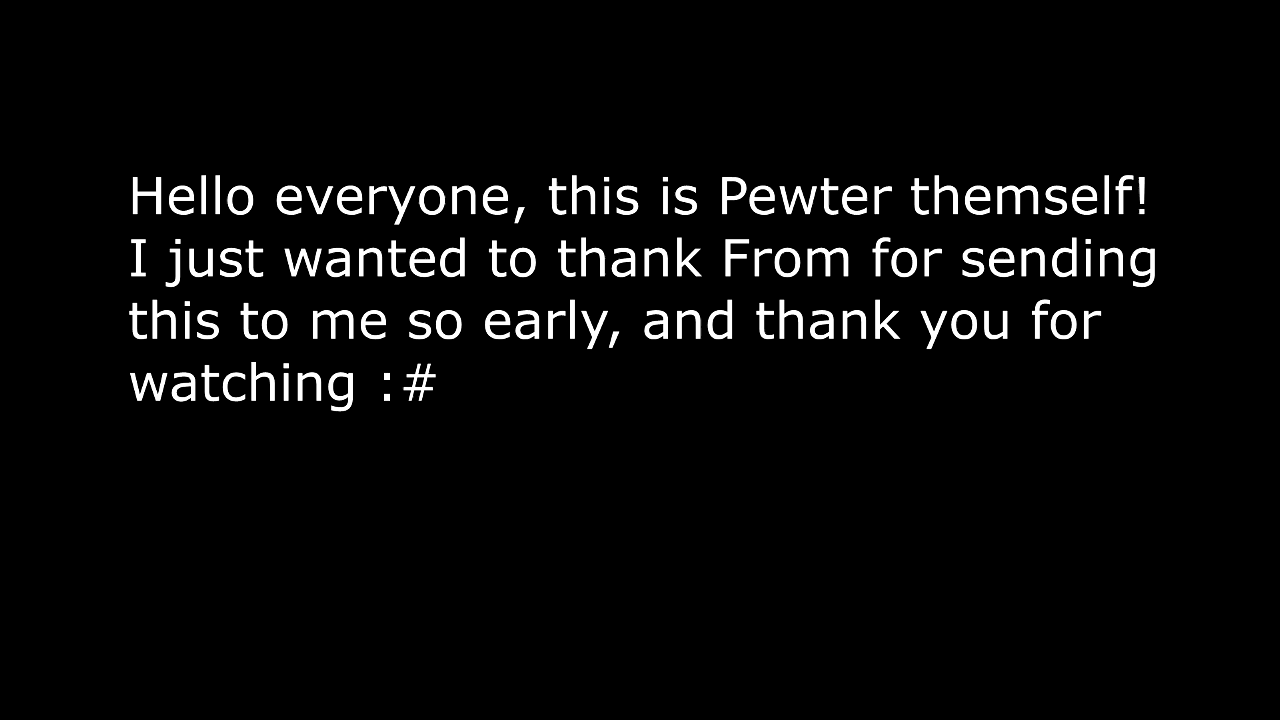 Hello everyone, this is Pewter themself!
I just wanted to thank From for sending
this to me so early, and thank you for
watching :#